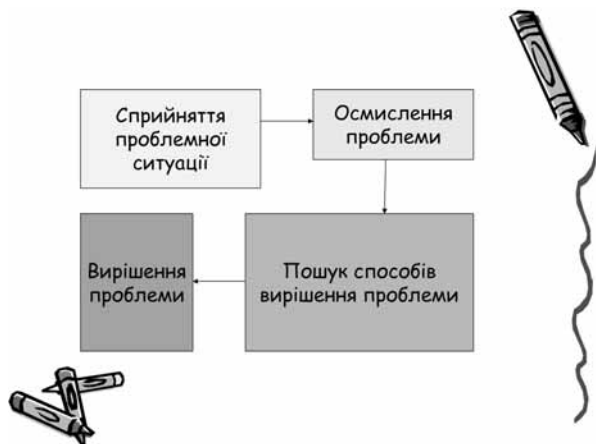 Сприйняття
проблемної
ситуації
Осмислення
проблеми
Пошук способів
вирішення проблеми
Вирішення
проблеми